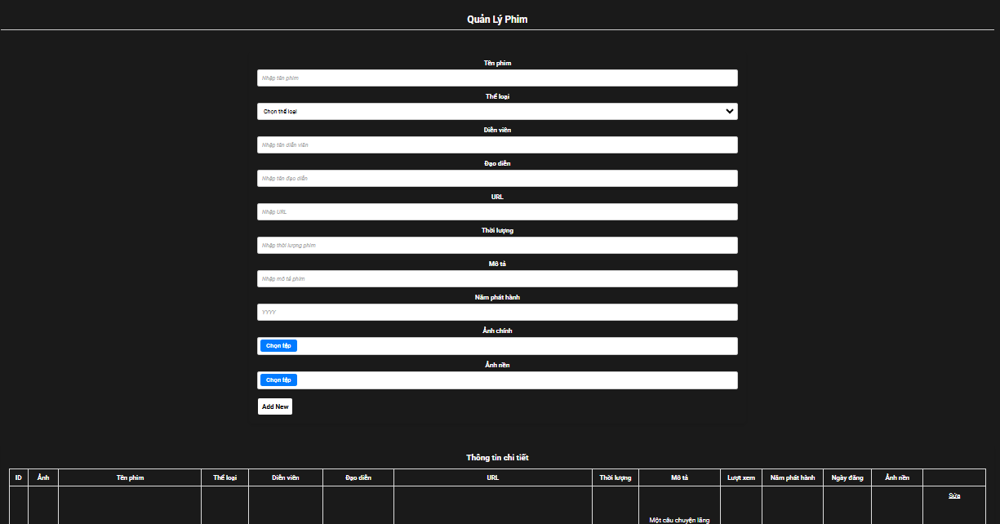 Quản Lý Phim
Tên phim
Nhập tên phim
Thể loại
Chọn thể loại
Diễn viên
Nhập tên diễn viên
Đạo diễn
Nhập tên đạo diễn
URL
Nhập URL
Thời lượng
Nhập thời lượng phim
Mô tả
Nhập mô tả phim
Năm phát hành
YYYY
Ảnh chính
Chọn tệp
Ảnh nền
Chọn tệp
Add New
Thông tin chi tiết
ID Ảnh Tên phim Thể loại Diễn viên Đạo diễn URL Thời lượng Mô tả Lượt xem Năm phát hành Ngày đăng Ảnh nền
Sửa
Một câu chuyện lãng